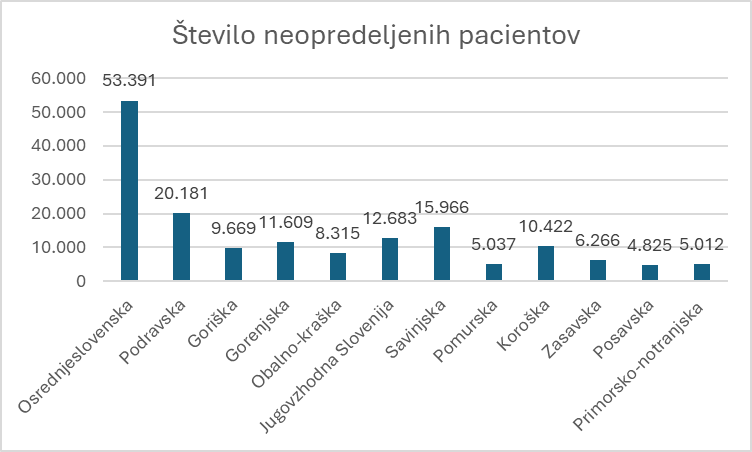 Število neopredeljenih pacientov
60.000
50.000
40.000
30.000
20.000
10.000
0
53.391
20.181
9.669
11.609
8.315
12.683
15.966
5.037
10.422
6.266
4.825
5.012
Osrednjeslovenska
Podravska
Goriška
Gorenjska
Obalno-kraška
Jugovzhodna Slovenija
Savinjska
Pomurska
Koroška
Zasavska
Posavska
Primorsko-notranjska